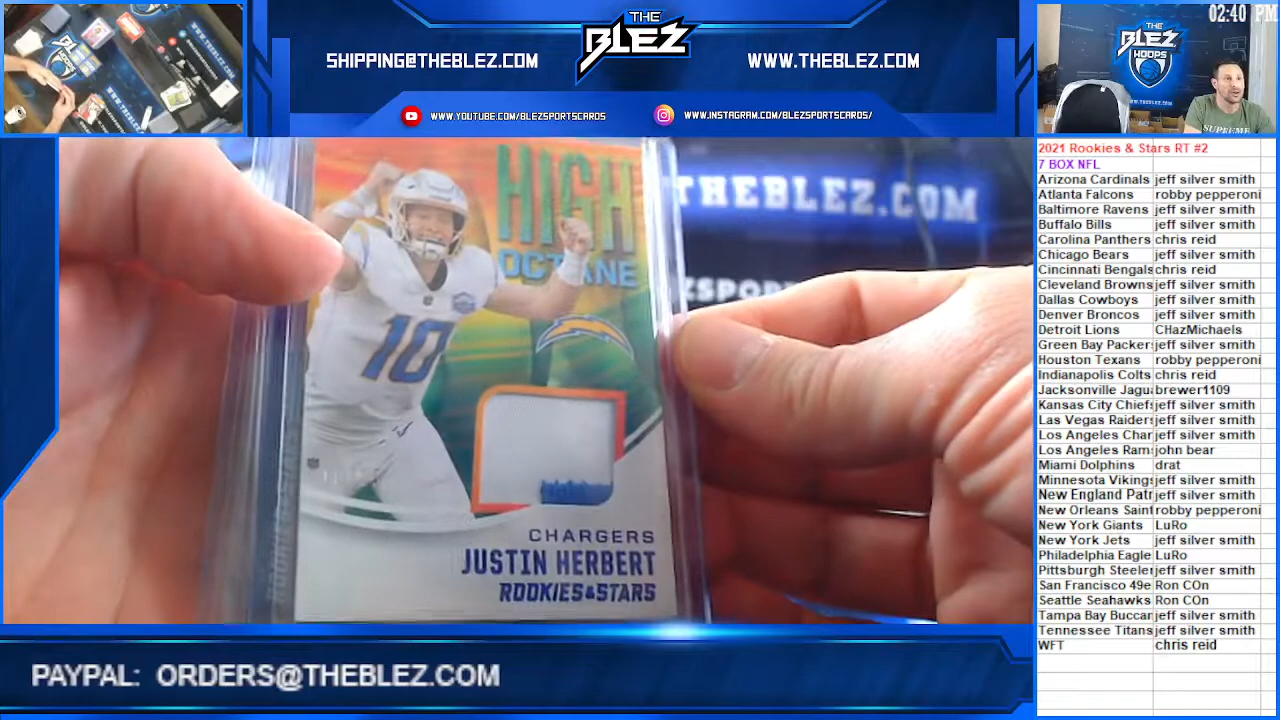 SHIPPING@THEBLEZ.COM
THE
BLEZ
WWW.THEBLEZ.COM
WWW.YOUTUBE.COM/BLEZSPORTSCARDS
WWW.INSTAGRAM.COM/BLEZSPORTSCARDS/
02:40 PM
THE
BLEZ
HOOPS
SUPREME
HIGH
OCTANE
10
CHARGERS
JUSTIN HERBERT
ROOKIES&STARS
THEBLEZ.COM
PAYPAL: ORDERS@THEBLEZ.COM
2021 Rookies & Stars RT #2
7 BOX NFL
Arizona Cardinals jeff silver smith
Atlanta Falcons robby pepperoni
Baltimore Ravens jeff silver smith
Buffalo Bills jeff silver smith
Carolina Panthers chris reid
Chicago Bears jeff silver smith
Cincinnati Bengals chris reid
Cleveland Browns jeff silver smith
Dallas Cowboys jeff silver smith
Denver Broncos jeff silver smith
Detroit Lions CHazMichaels
Green Bay Packer jeff silver smith
Houston Texans robby pepperoni
Indianapolis Colts chris reid
Jacksonville Jagu brewer1109
Kansas City Chief jeff silver smith
Las Vegas Raider jeff silver smith
Los Angeles Char jeff silver smith
Los Angeles Ram john bear
Miami Dolphins drat
Minnesota Viking jeff silver smith
New England Patr jeff silver smith
New Orleans Saint robby pepperoni
New York Giants LuRo
New York Jets jeff silver smith
Philadelphia Eagle LuRo
Pittsburgh Steeler jeff silver smith
San Francisco 49e Ron COn
Seattle Seahawks Ron COn
Tampa Bay Buccan jeff silver smith
Tennessee Titans jeff silver smith
WFT chris reid